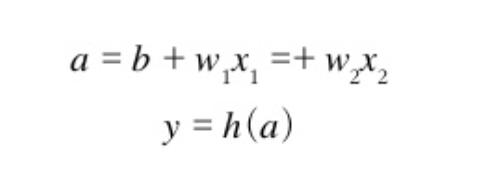 a = b + w₁x₁ =+ w₂x₂
y = h(a)